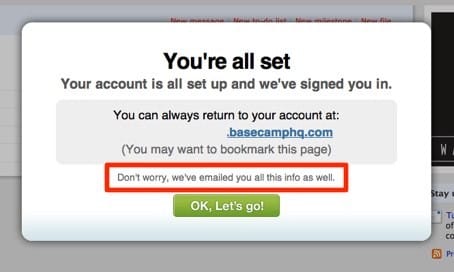 New message | New to-do list | New milestone | New file
You're all set
Your account is all set up and we've signed you in.
You can always return to your account at:
.basecamphq.com
(You may want to bookmark this page)
Don't worry, we've emailed you all this info as well.
OK, Let's go!
W A
Stay u
Tu
of
co
Pr